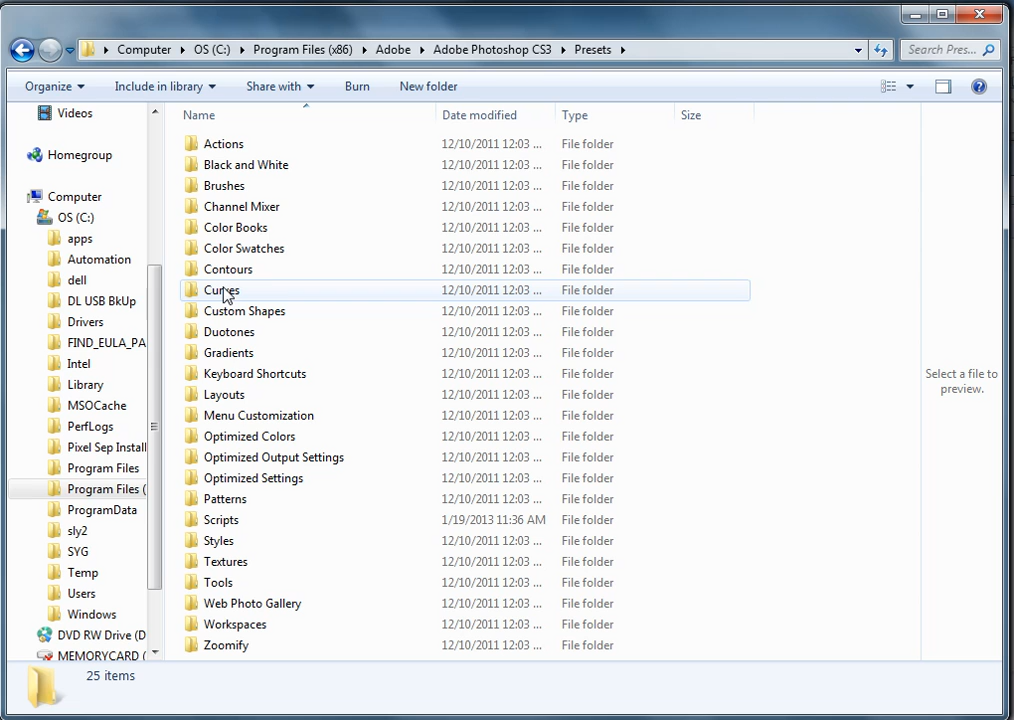 Computer OS (C:) Program Files (x86) Adobe Adobe Photoshop CS3 Presets Search Pres...
Organize Include in library Share with Burn New folder
Name Date modified Type Size
Videos
Homegroup
Computer
OS (C:)
apps
Automation
dell
DL USB BkUp
Drivers
FIND_EULA_PA
Intel
Library
MSOCache
PerfLogs
Pixel Sep Install
Program Files
Program Files (
ProgramData
sly2
SYG
Temp
Users
Windows
DVD RW Drive (D
MEMORYCARD (
Actions 12/10/2011 12:03 ... File folder
Black and White 12/10/2011 12:03 ... File folder
Brushes 12/10/2011 12:03 ... File folder
Channel Mixer 12/10/2011 12:03 ... File folder
Color Books 12/10/2011 12:03 ... File folder
Color Swatches 12/10/2011 12:03 ... File folder
Contours 12/10/2011 12:03 ... File folder
Curves 12/10/2011 12:03 ... File folder
Custom Shapes 12/10/2011 12:03 ... File folder
Duotones 12/10/2011 12:03 ... File folder
Gradients 12/10/2011 12:03 ... File folder
Keyboard Shortcuts 12/10/2011 12:03 ... File folder
Layouts 12/10/2011 12:03 ... File folder
Menu Customization 12/10/2011 12:03 ... File folder
Optimized Colors 12/10/2011 12:03 ... File folder
Optimized Output Settings 12/10/2011 12:03 ... File folder
Optimized Settings 12/10/2011 12:03 ... File folder
Patterns 12/10/2011 12:03 ... File folder
Scripts 1/19/2013 11:36 AM File folder
Styles 12/10/2011 12:03 ... File folder
Textures 12/10/2011 12:03 ... File folder
Tools 12/10/2011 12:03 ... File folder
Web Photo Gallery 12/10/2011 12:03 ... File folder
Workspaces 12/10/2011 12:03 ... File folder
Zoomify 12/10/2011 12:03 ... File folder
Select a file to
preview.
25 items